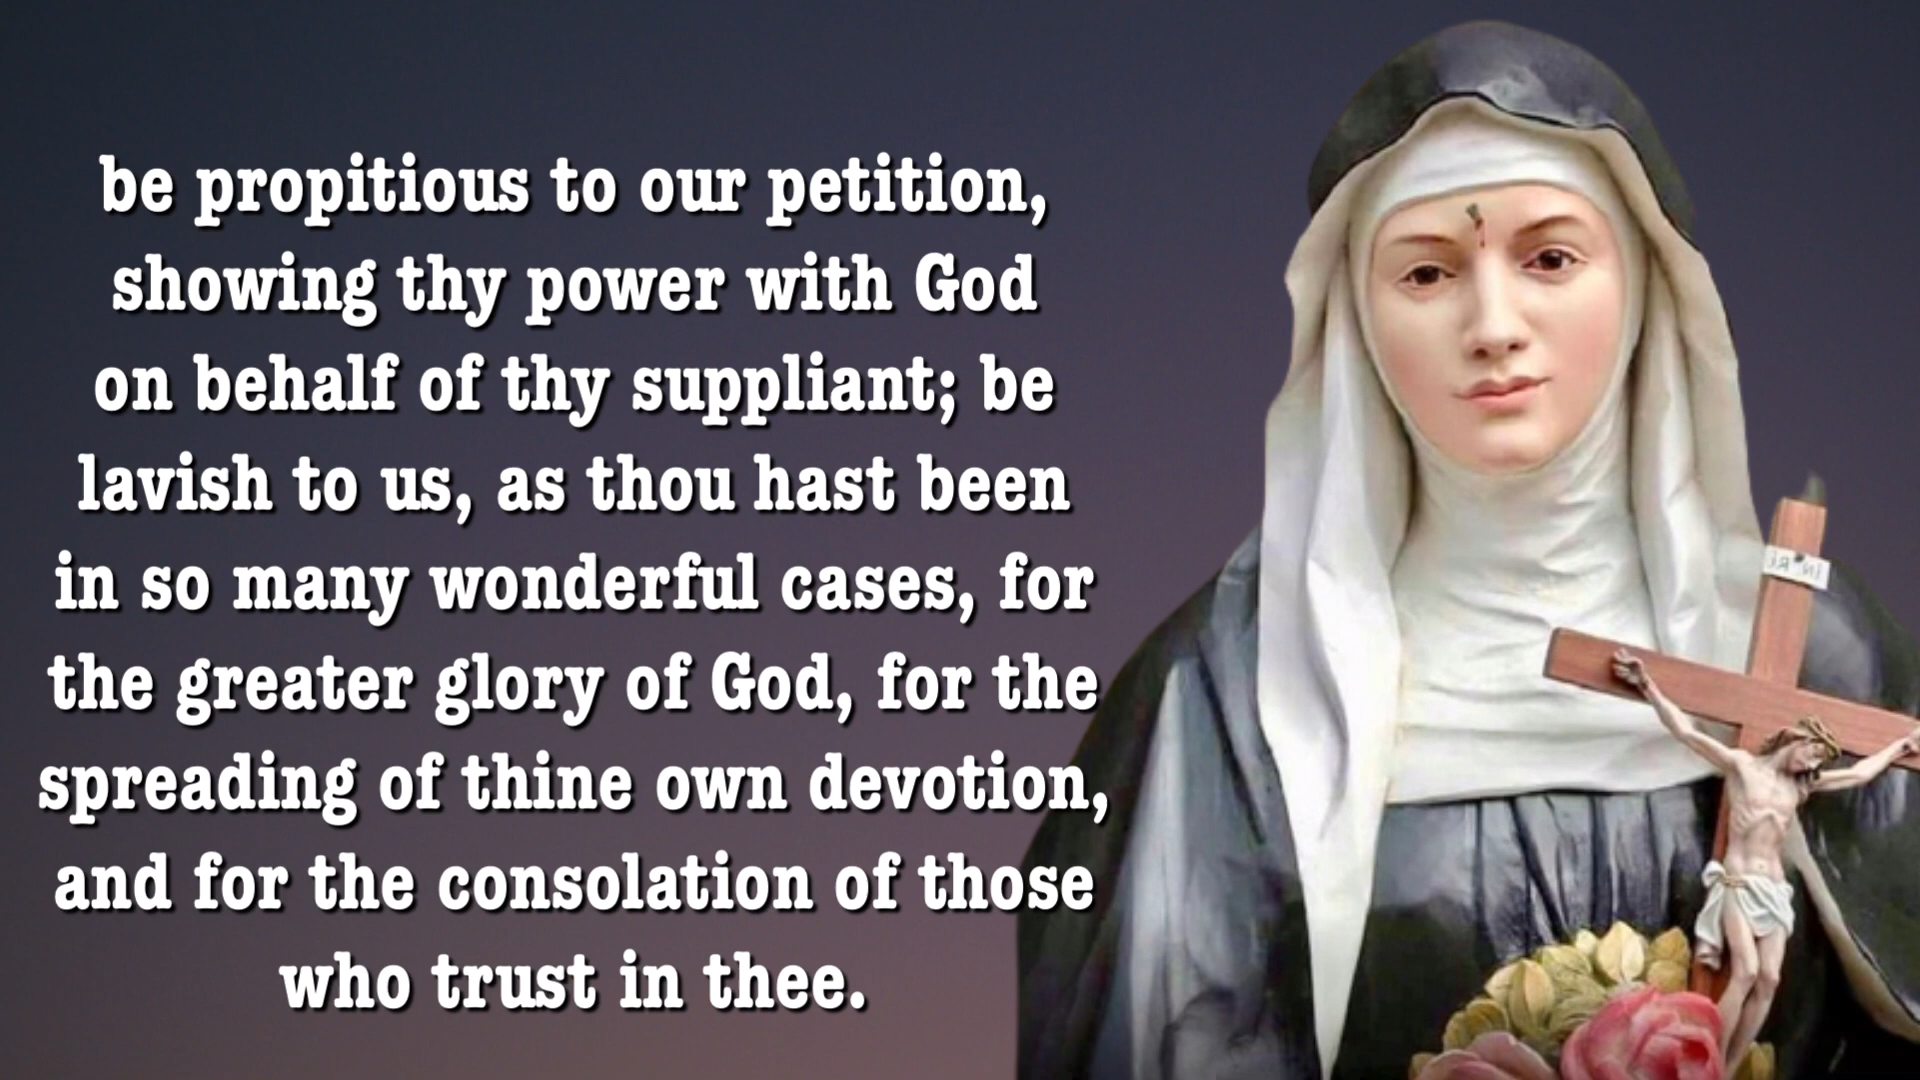 be propitious to our petition,
showing thy power with God
on behalf of thy suppliant; be
lavish to us, as thou hast been
in so many wonderful cases, for
the greater glory of God, for the
spreading of thine own devotion,
and for the consolation of those
who trust in thee.